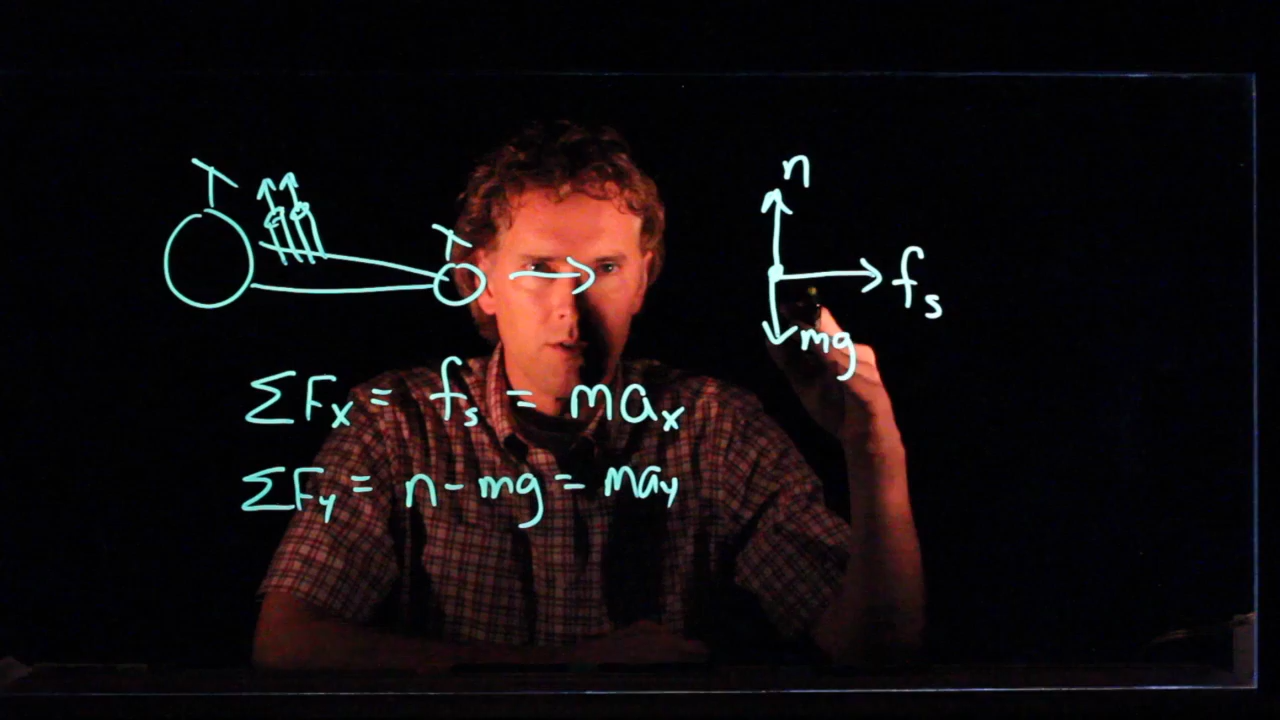 n
f_s
mg
ΣF_x = f_s = ma_x
ΣF_y = n - mg = ma_y